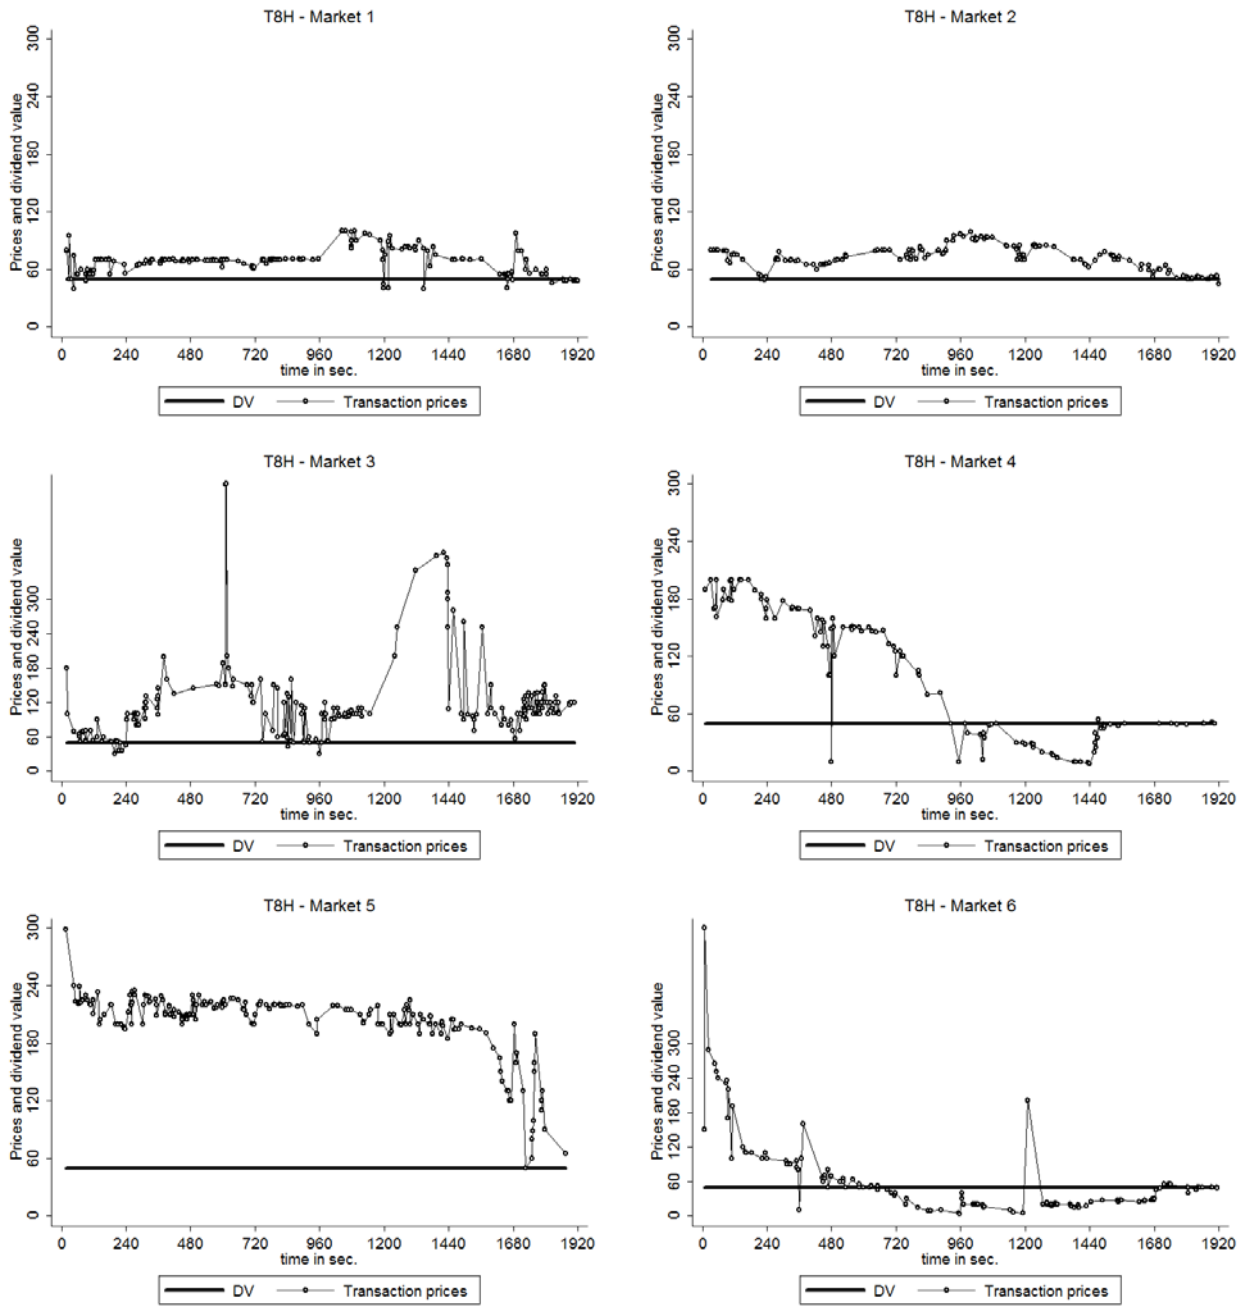 T8H - Market 1
Prices and dividend value
300
240
180
120
60
0
0 240 480 720 960 1200 1440 1680 1920
time in sec.
DV Transaction prices
T8H - Market 2
Prices and dividend value
300
240
180
120
60
0
0 240 480 720 960 1200 1440 1680 1920
time in sec.
DV Transaction prices
T8H - Market 3
Prices and dividend value
300
240
180
120
60
0
0 240 480 720 960 1200 1440 1680 1920
time in sec.
DV Transaction prices
T8H - Market 4
Prices and dividend value
300
240
180
120
60
0
0 240 480 720 960 1200 1440 1680 1920
time in sec.
DV Transaction prices
T8H - Market 5
Prices and dividend value
300
240
180
120
60
0
0 240 480 720 960 1200 1440 1680 1920
time in sec.
DV Transaction prices
T8H - Market 6
Prices and dividend value
300
240
180
120
60
0
0 240 480 720 960 1200 1440 1680 1920
time in sec.
DV Transaction prices